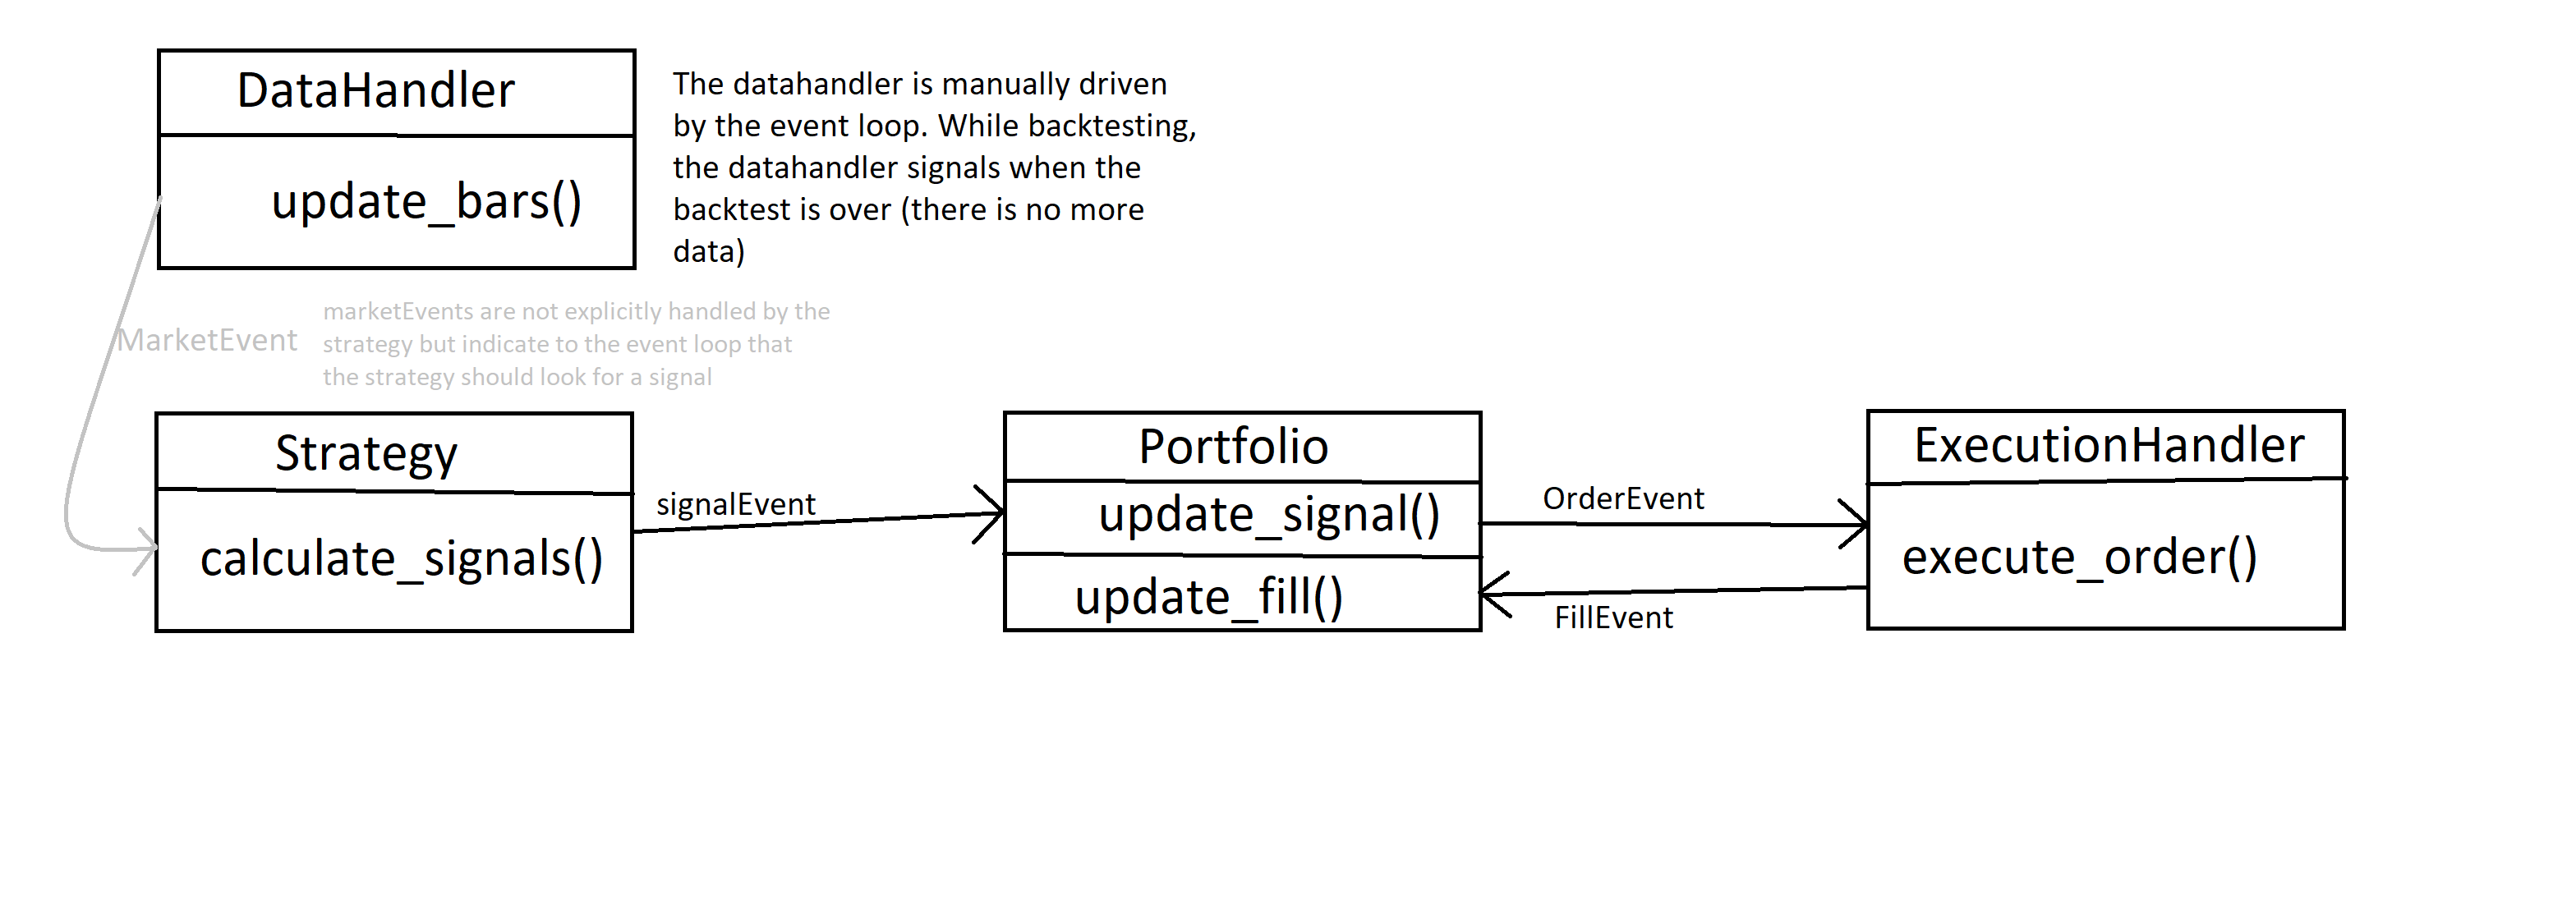 DataHandler
update_bars()
The datahandler is manually driven
by the event loop. While backtesting,
the datahandler signals when the
backtest is over (there is no more
data)
MarketEvent
marketEvents are not explicitly handled by the
strategy but indicate to the event loop that
the strategy should look for a signal
Strategy
calculate_signals()
signalEvent
Portfolio
update_signal()
update_fill()
OrderEvent
FillEvent
ExecutionHandler
execute_order()